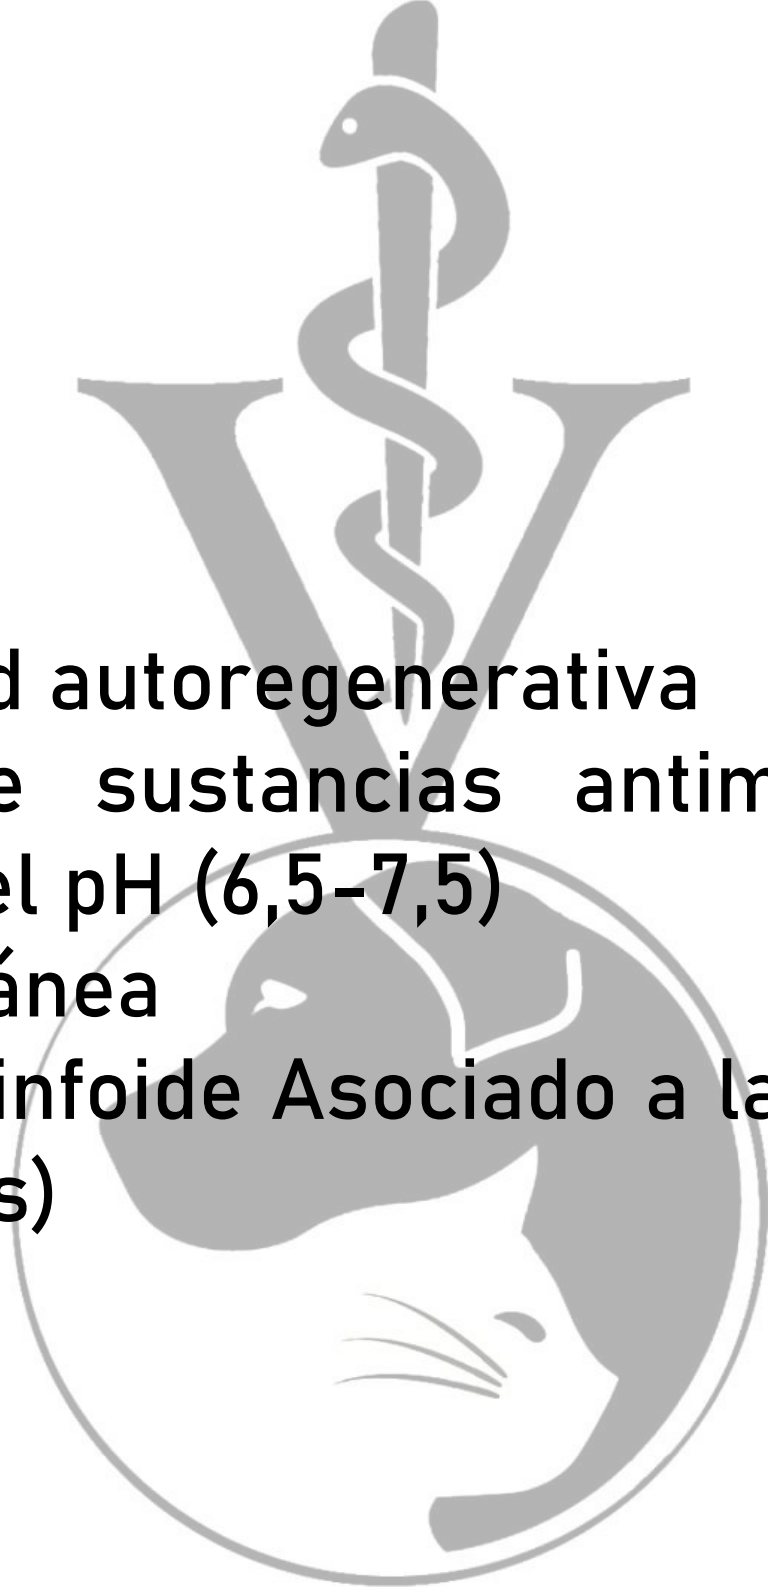 d autoregenerativa
e sustancias antim
el pH (6,5-7,5)
ánea
infoide Asociado a la
s)